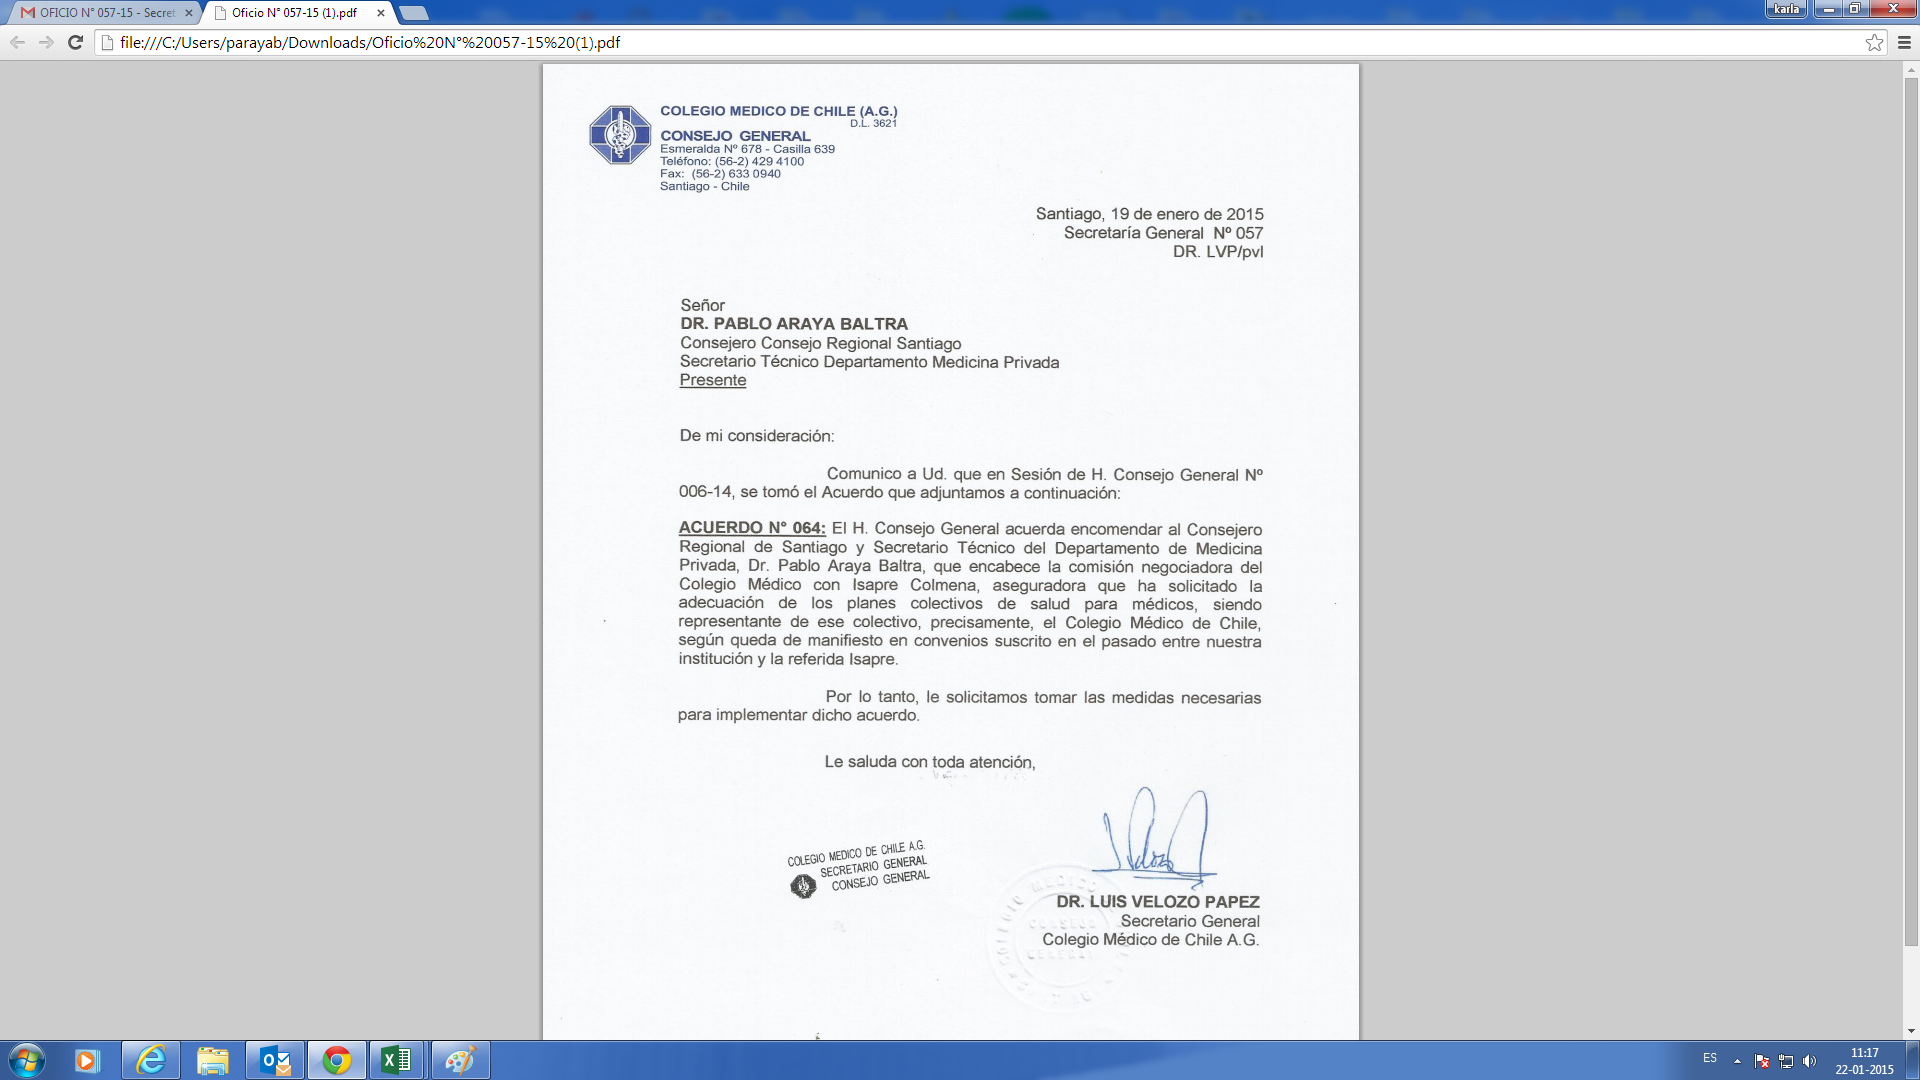 OFICIO N° 057-15 - Secret
Oficio N° 057-15 (1).pdf
karla
file:///C:/Users/parayab/Downloads/Oficio%20N°%20057-15%20(1).pdf
COLEGIO MEDICO DE CHILE (A.G.)
D.L. 3621
CONSEJO GENERAL
Esmeralda Nº 678 - Casilla 639
Teléfono: (56-2) 429 4100
Fax: (56-2) 633 0940
Santiago - Chile
Santiago, 19 de enero de 2015
Secretaría General Nº 057
DR. LVP/pvl
Señor
DR. PABLO ARAYA BALTRA
Consejero Consejo Regional Santiago
Secretario Técnico Departamento Medicina Privada
Presente
De mi consideración:
Comunico a Ud. que en Sesión de H. Consejo General Nº
006-14, se tomó el Acuerdo que adjuntamos a continuación:
ACUERDO N° 064: El H. Consejo General acuerda encomendar al Consejero
Regional de Santiago y Secretario Técnico del Departamento de Medicina
Privada, Dr. Pablo Araya Baltra, que encabece la comisión negociadora del
Colegio Médico con Isapre Colmena, aseguradora que ha solicitado la
adecuación de los planes colectivos de salud para médicos, siendo
representante de ese colectivo, precisamente, el Colegio Médico de Chile,
según queda de manifiesto en convenios suscrito en el pasado entre nuestra
institución y la referida Isapre.
Por lo tanto, le solicitamos tomar las medidas necesarias
para implementar dicho acuerdo.
Le saluda con toda atención,
COLEGIO MEDICO DE CHILE A.G.
SECRETARIO GENERAL
CONSEJO GENERAL
DR. LUIS VELOZO PAPEZ
Secretario General
Colegio Médico de Chile A.G.
ES
11:17
22-01-2015